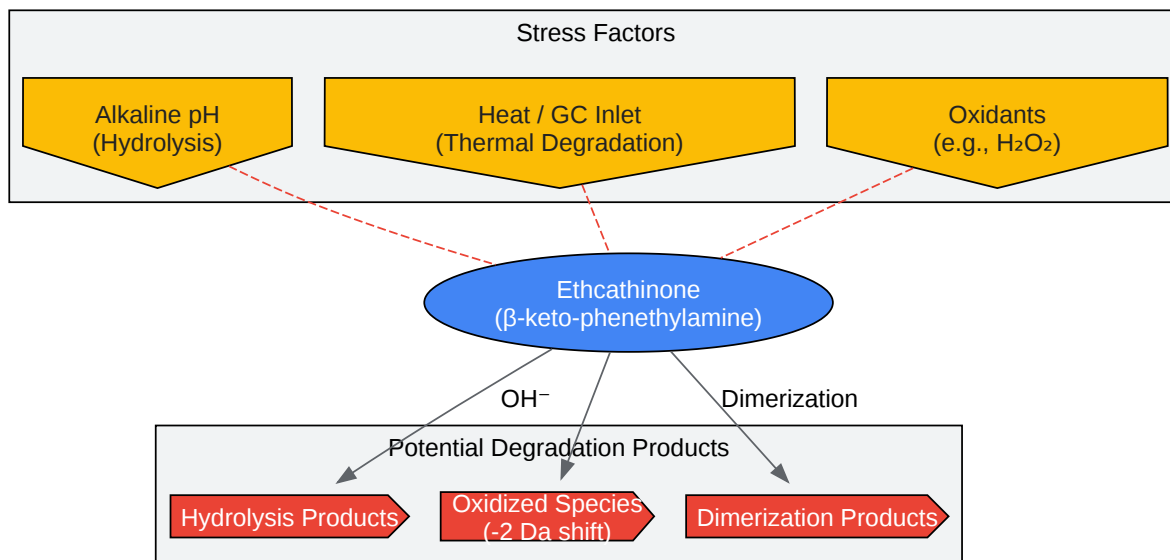 Stress Factors
Alkaline pH
(Hydrolysis)
Heat / GC Inlet
(Thermal Degradation)
Oxidants
(e.g., H₂O₂)
Ethcathinone
(β-keto-phenethylamine)
OH⁻
Dimerization
Potential Degradation Products
Hydrolysis Products
Oxidized Species
(-2 Da shift)
Dimerization Products